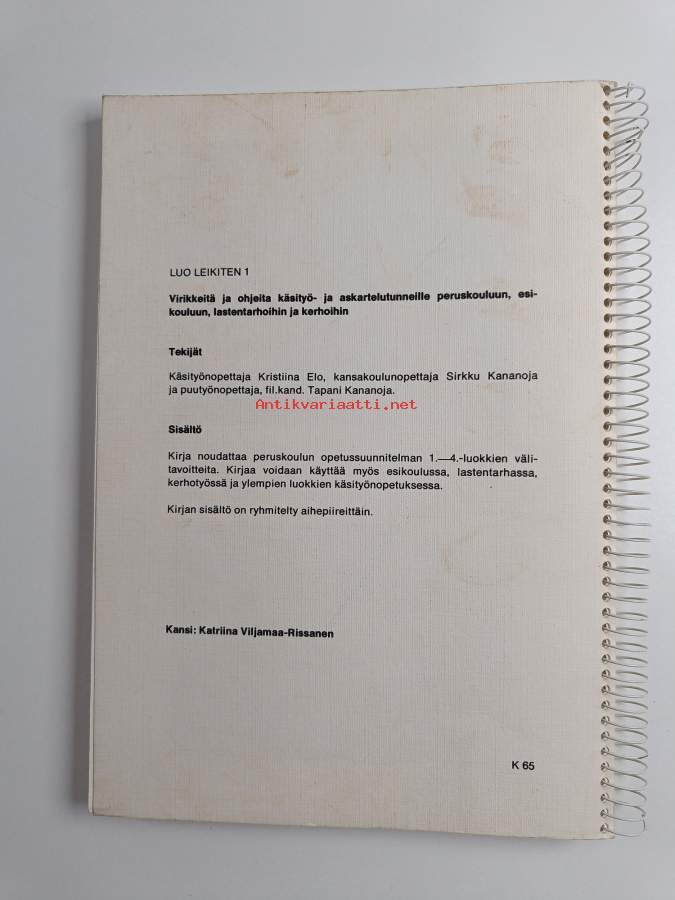 LUO LEIKITEN 1
Virikkeitä ja ohjeita käsityö- ja askartelutunneille peruskouluun, esi-
kouluun, lastentarhoihin ja kerhoihin
Tekijät
Käsityönopettaja Kristiina Elo, kansakoulunopettaja Sirkku Kananoja
ja puutyönopettaja, fil.kand. Tapani Kananoja.
Antikvariaatti.net
Sisältö
Kirja noudattaa peruskoulun opetussuunnitelman 1.—4.-luokkien väli-
tavoitteita. Kirjaa voidaan käyttää myös esikoulussa, lastentarhassa,
kerhotyössä ja ylempien luokkien käsityönopetuksessa.
Kirjan sisältö on ryhmitelty aihepiireittäin.
Kansi: Katriina Viljamaa-Rissanen
K 65